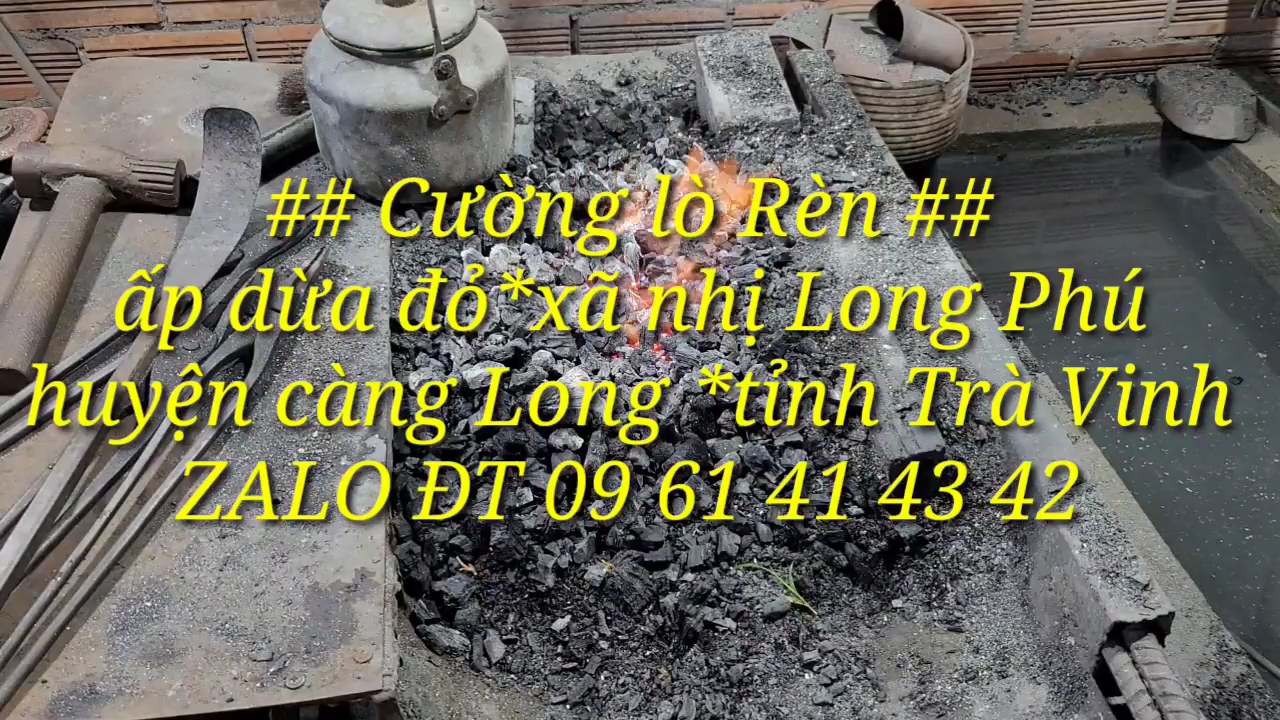 ## Cường lò Rèn ##
ấp dừa đỏ*xã nhị Long Phú
huyện càng Long *tỉnh Trà Vinh
ZALO ĐT 09 61 41 43 42